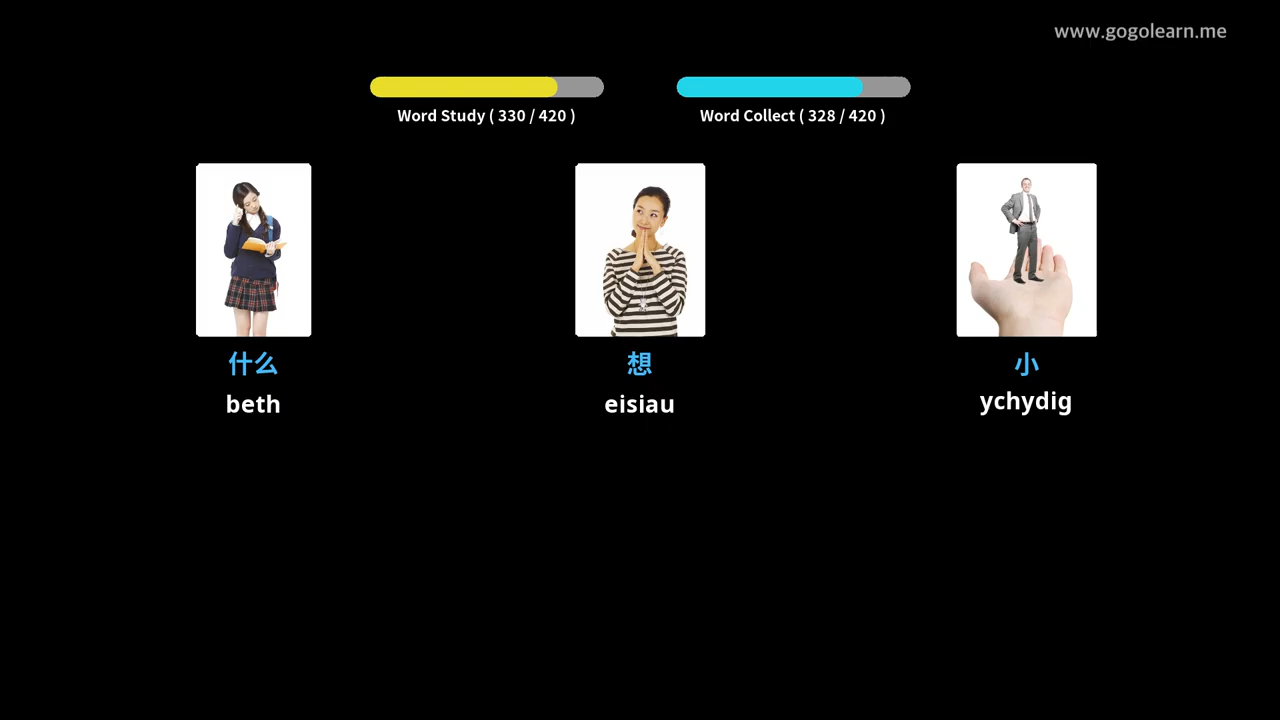 www.gogolearn.me
Word Study ( 330 / 420 )
Word Collect ( 328 / 420 )
什么
想
小
beth
eisiau
ychydig